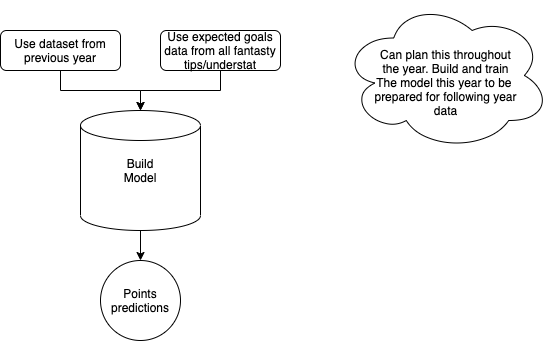 Use dataset from
previous year
Use expected goals
data from all fantasty
tips/understat
Can plan this throughout
the year. Build and train
The model this year to be
prepared for following year
data
Build
Model
Points
predictions